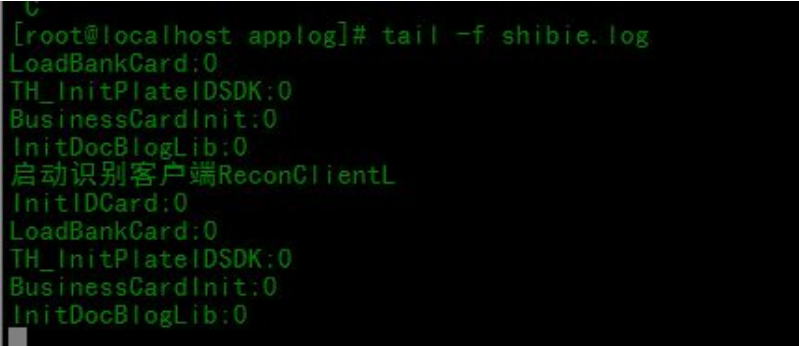 C
[root@localhost applog]# tail -f shibie.log
LoadBankCard:0
TH_InitPlateIDSDK:0
BusinessCardInit:0
InitDocBlogLib:0
启动识别客户端ReconClientL
InitIDCard:0
LoadBankCard:0
TH_InitPlateIDSDK:0
BusinessCardInit:0
InitDocBlogLib:0